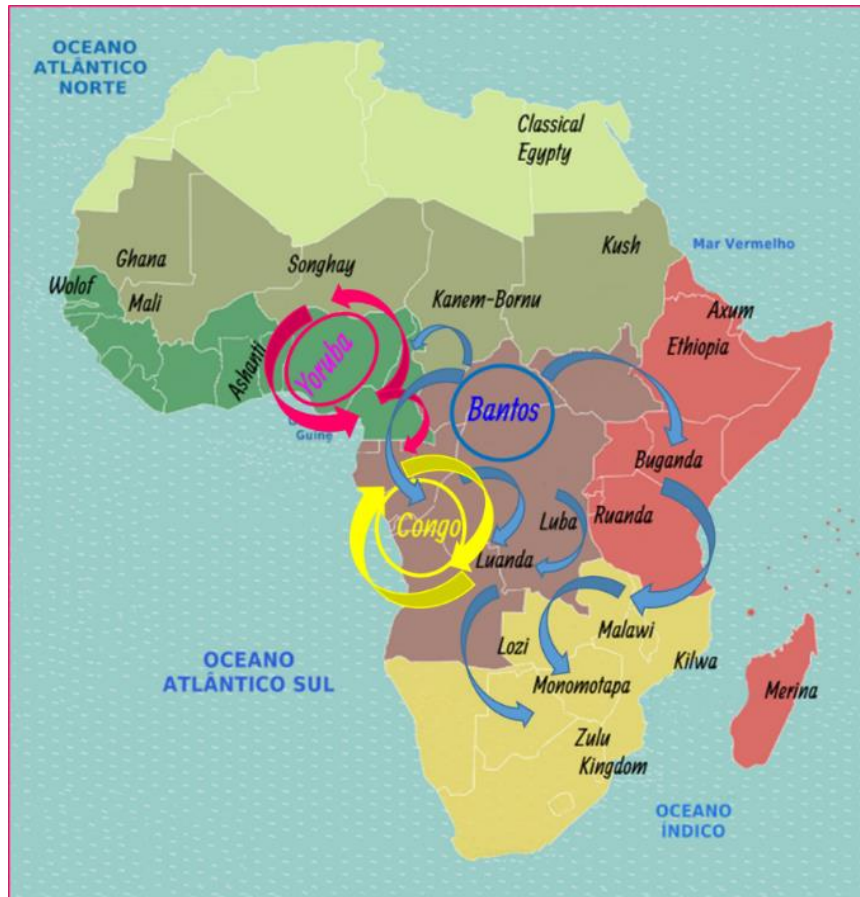 OCEANO
ATLÂNTICO
NORTE
Classical
Egypty
Mar Vermelho
Kush
Ghana
Songhay
Wolof
Mali
Kanem-Bornu
Axum
Ethiopia
Ashanti
Yoruba
Bantos
Guiné
Buganda
Congo
Luba
Ruanda
Luanda
Lozi
Malawi
Kilwa
OCEANO
ATLÂNTICO SUL
Monomotapa
Merina
Zulu
Kingdom
OCEANO
ÍNDICO